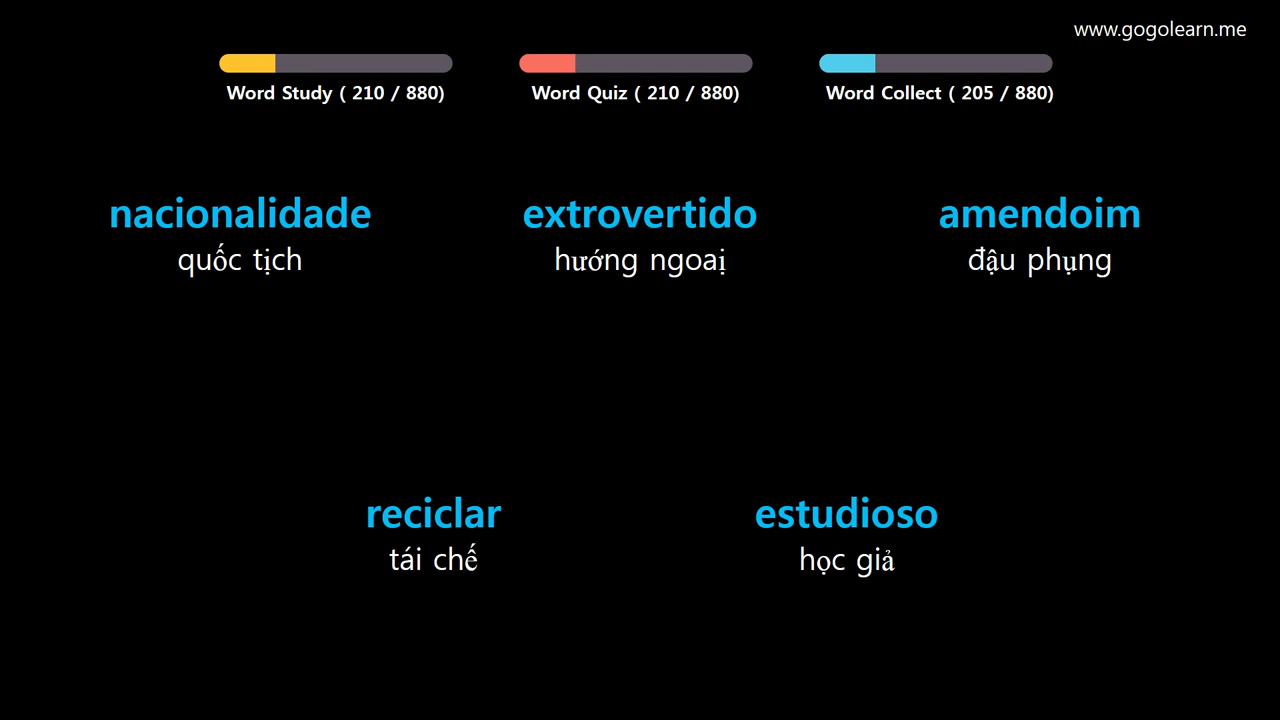 www.gogolearn.me
Word Study ( 210 / 880)
Word Quiz ( 210 / 880)
Word Collect ( 205 / 880)
nacionalidade
quốc tịch
extrovertido
hướng ngoại
amendoim
đậu phụng
reciclar
tái chế
estudioso
học giả